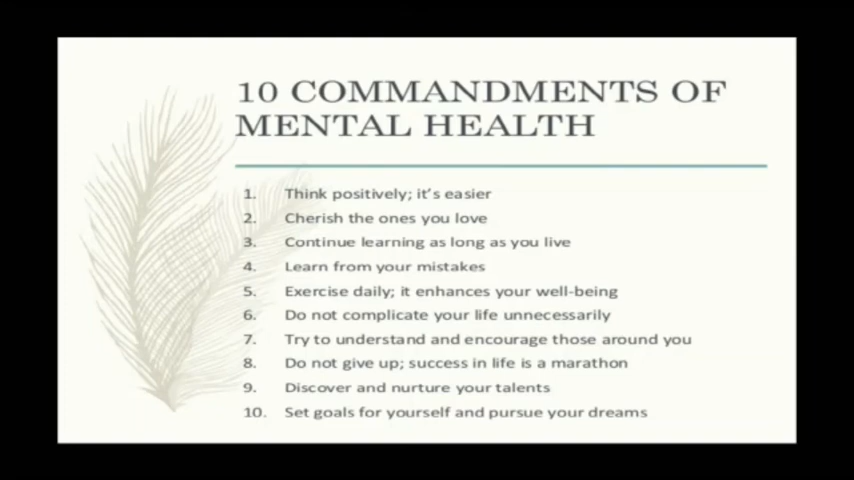 10 COMMANDMENTS OF
MENTAL HEALTH
1. Think positively; it's easier
2. Cherish the ones you love
3. Continue learning as long as you live
4. Learn from your mistakes
5. Exercise daily; it enhances your well-being
6. Do not complicate your life unnecessarily
7. Try to understand and encourage those around you
8. Do not give up; success in life is a marathon
9. Discover and nurture your talents
10. Set goals for yourself and pursue your dreams